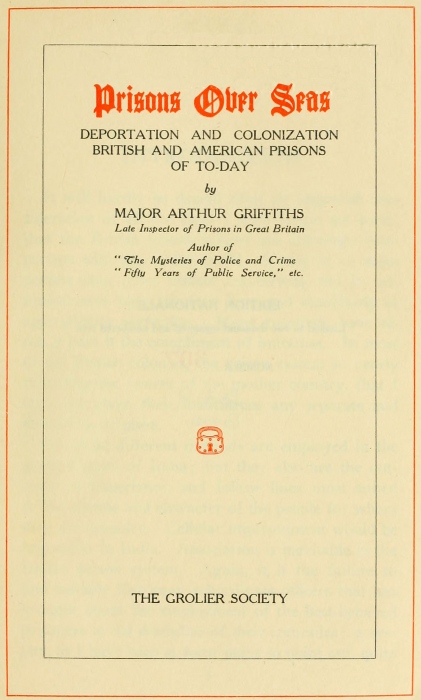 Prisons Over Seas
DEPORTATION AND COLONIZATION
BRITISH AND AMERICAN PRISONS
OF TO-DAY
by
MAJOR ARTHUR GRIFFITHS
Late Inspector of Prisons in Great Britain
Author of
"The Mysteries of Police and Crime
"Fifty Years of Public Service," etc.
THE GROLIER SOCIETY